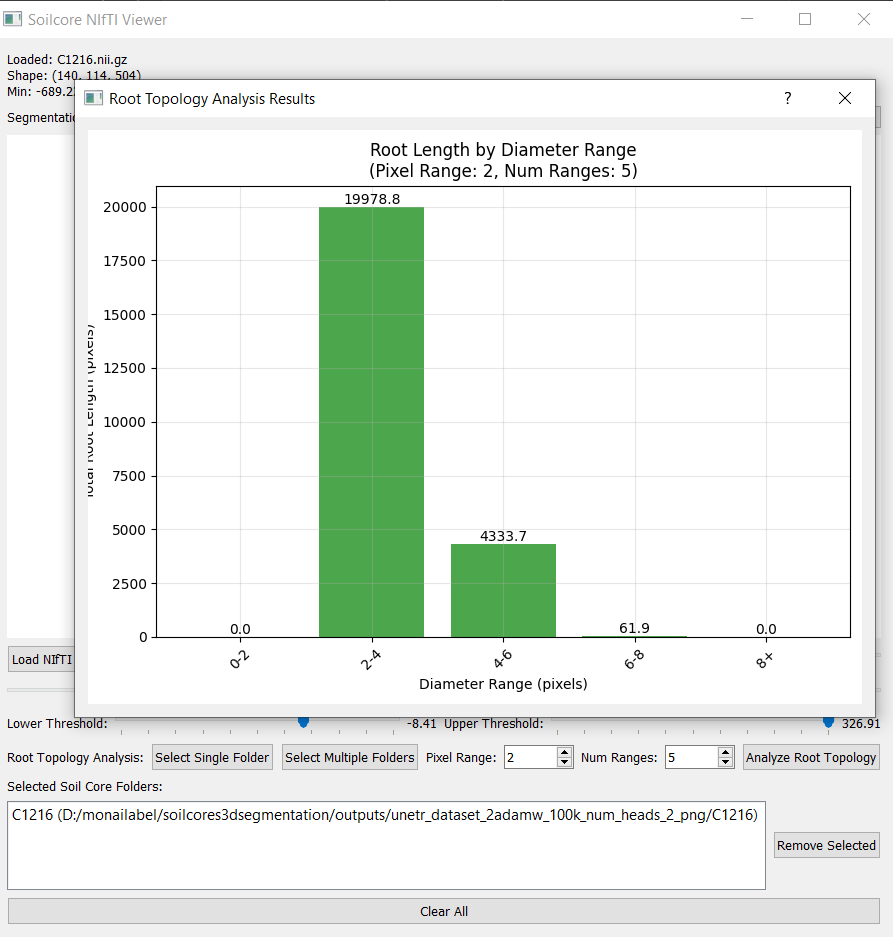 Soilcore NIfTI Viewer
Loaded: C1216.nii.gz
Shape: (140, 114, 504)
Min: -689.2
Root Topology Analysis Results
?
Root Length by Diameter Range
(Pixel Range: 2, Num Ranges: 5)
Total Root Length (pixels)
20000
17500
15000
12500
10000
7500
5000
2500
0
0.0
19978.8
4333.7
61.9
0.0
0-2
2-4
4-6
6-8
8+
Diameter Range (pixels)
Load NIfTI
Lower Threshold: -8.41 Upper Threshold: 326.91
Root Topology Analysis: Select Single Folder Select Multiple Folders Pixel Range: 2 Num Ranges: 5 Analyze Root Topology
Selected Soil Core Folders:
C1216 (D:/monailabel/soilcores3dsegmentation/outputs/unetr_dataset_2adamw_100k_num_heads_2_png/C1216)
Remove Selected
Clear All